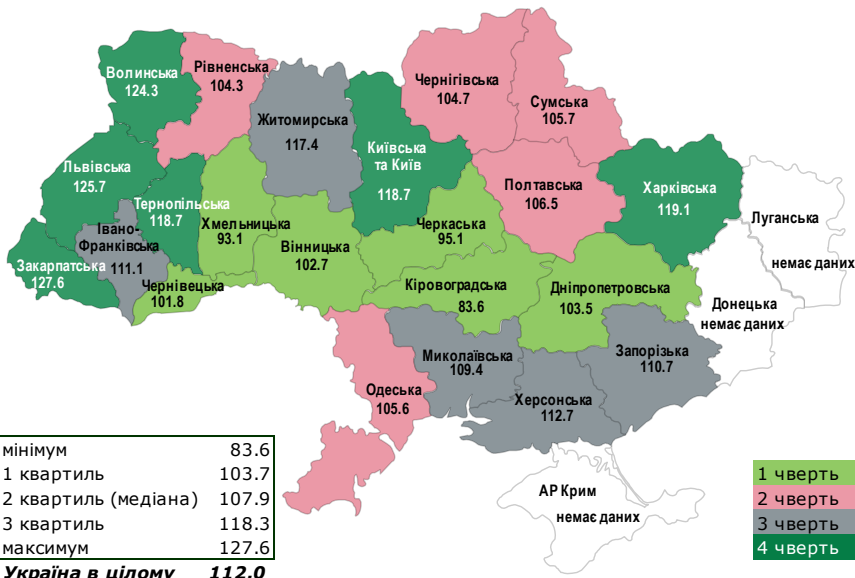 Волинська
124.3
Рівненська
104.3
Житомирська
117.4
Київська
та Київ
118.7
Чернігівська
104.7
Сумська
105.7
Львівська
125.7
Тернопільська
118.7
Хмельницька
93.1
Вінницька
102.7
Черкаська
95.1
Полтавська
106.5
Харківська
119.1
Луганська
немає даних
Івано-
Франківська
111.1
Закарпатська
127.6
Чернівецька
101.8
Кіровоградська
83.6
Дніпропетровська
103.5
Донецька
немає даних
Одеська
105.6
Миколаївська
109.4
Херсонська
112.7
Запорізька
110.7
АР Крим
немає даних
мінімум 83.6
1 квартиль 103.7
2 квартиль (медіана) 107.9
3 квартиль 118.3
максимум 127.6
Україна в цілому 112.0
1 чверть
2 чверть
3 чверть
4 чверть